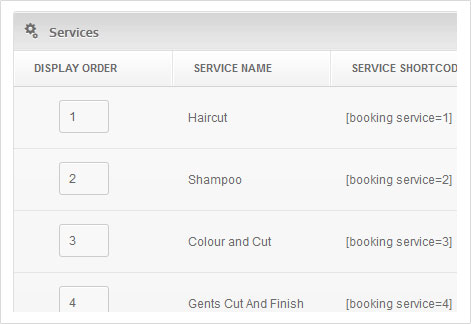 Services
DISPLAY ORDER SERVICE NAME SERVICE SHORTCOD
1 Haircut [booking service=1]
2 Shampoo [booking service=2]
3 Colour and Cut [booking service=3]
4 Gents Cut And Finish [booking service=4]